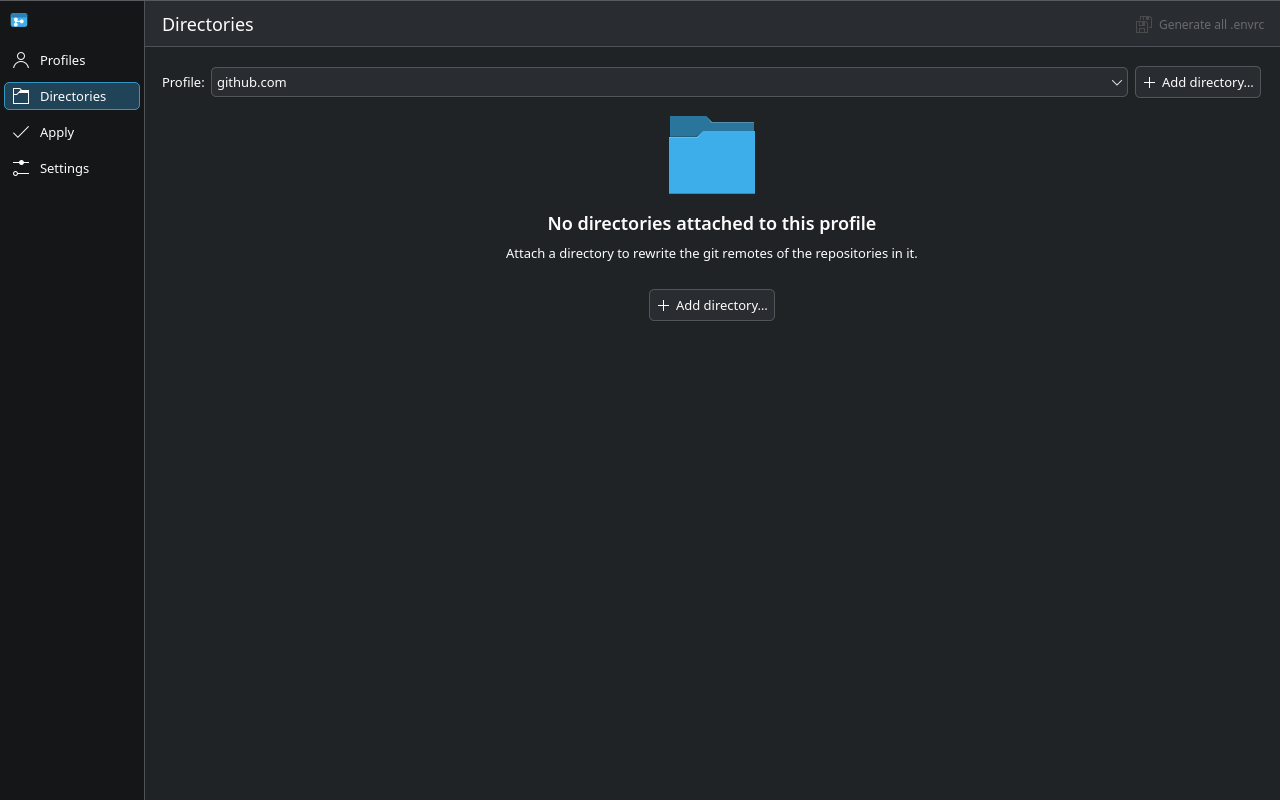 Directories
Generate all .envrc
Profiles
Directories
Apply
Settings
Profile:
github.com
Add directory...
No directories attached to this profile
Attach a directory to rewrite the git remotes of the repositories in it.
Add directory...